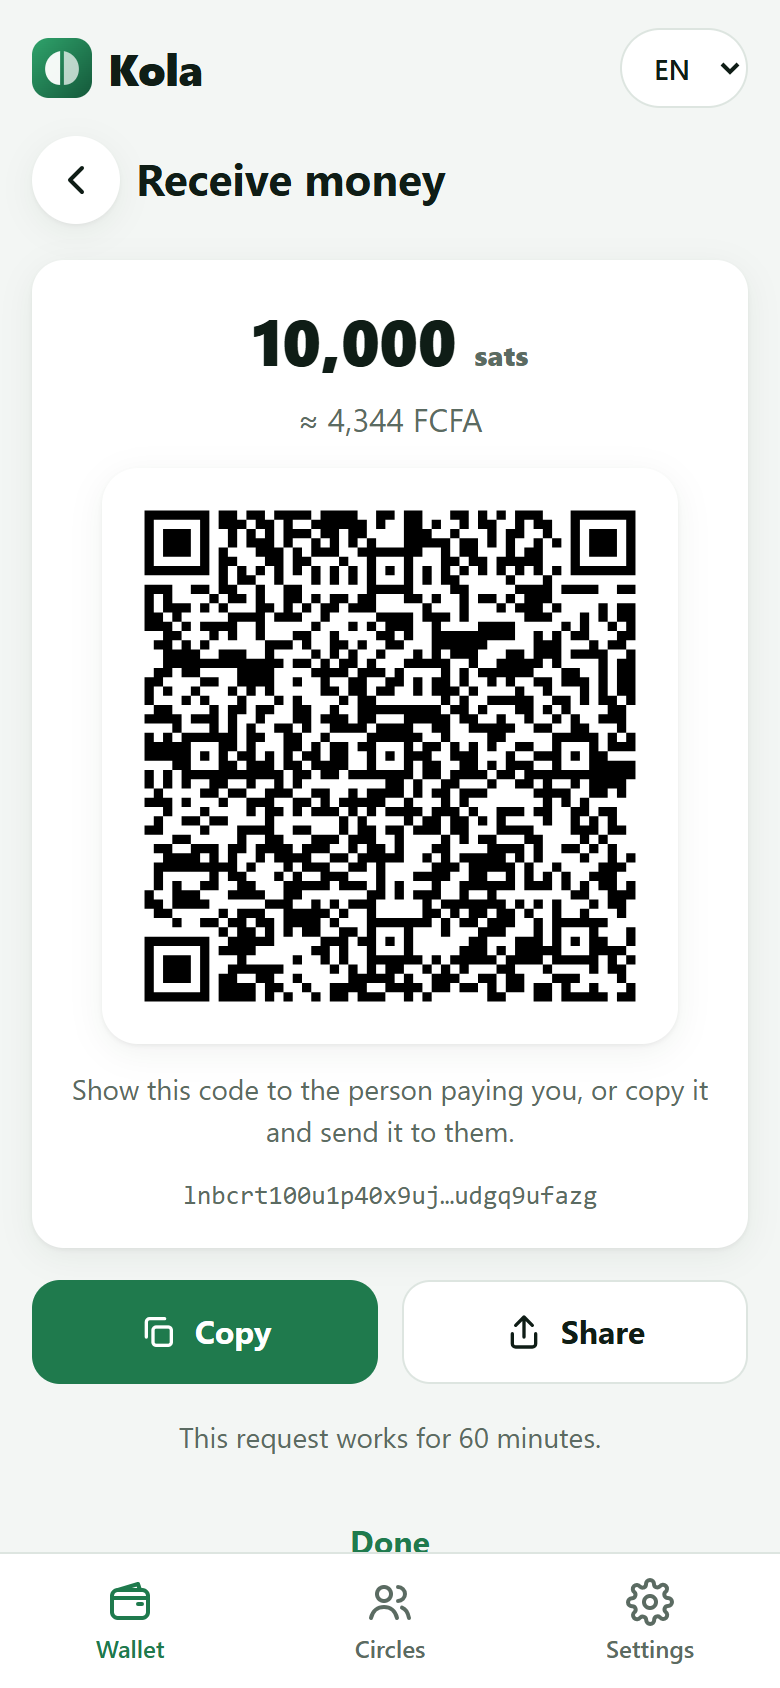 Kola
EN
Receive money
10,000 sats
≈ 4,344 FCFA
Show this code to the person paying you, or copy it
and send it to them.
lnbcrt100u1p40x9uj…udgq9ufazg
Copy
Share
This request works for 60 minutes.
Done
Wallet
Circles
Settings